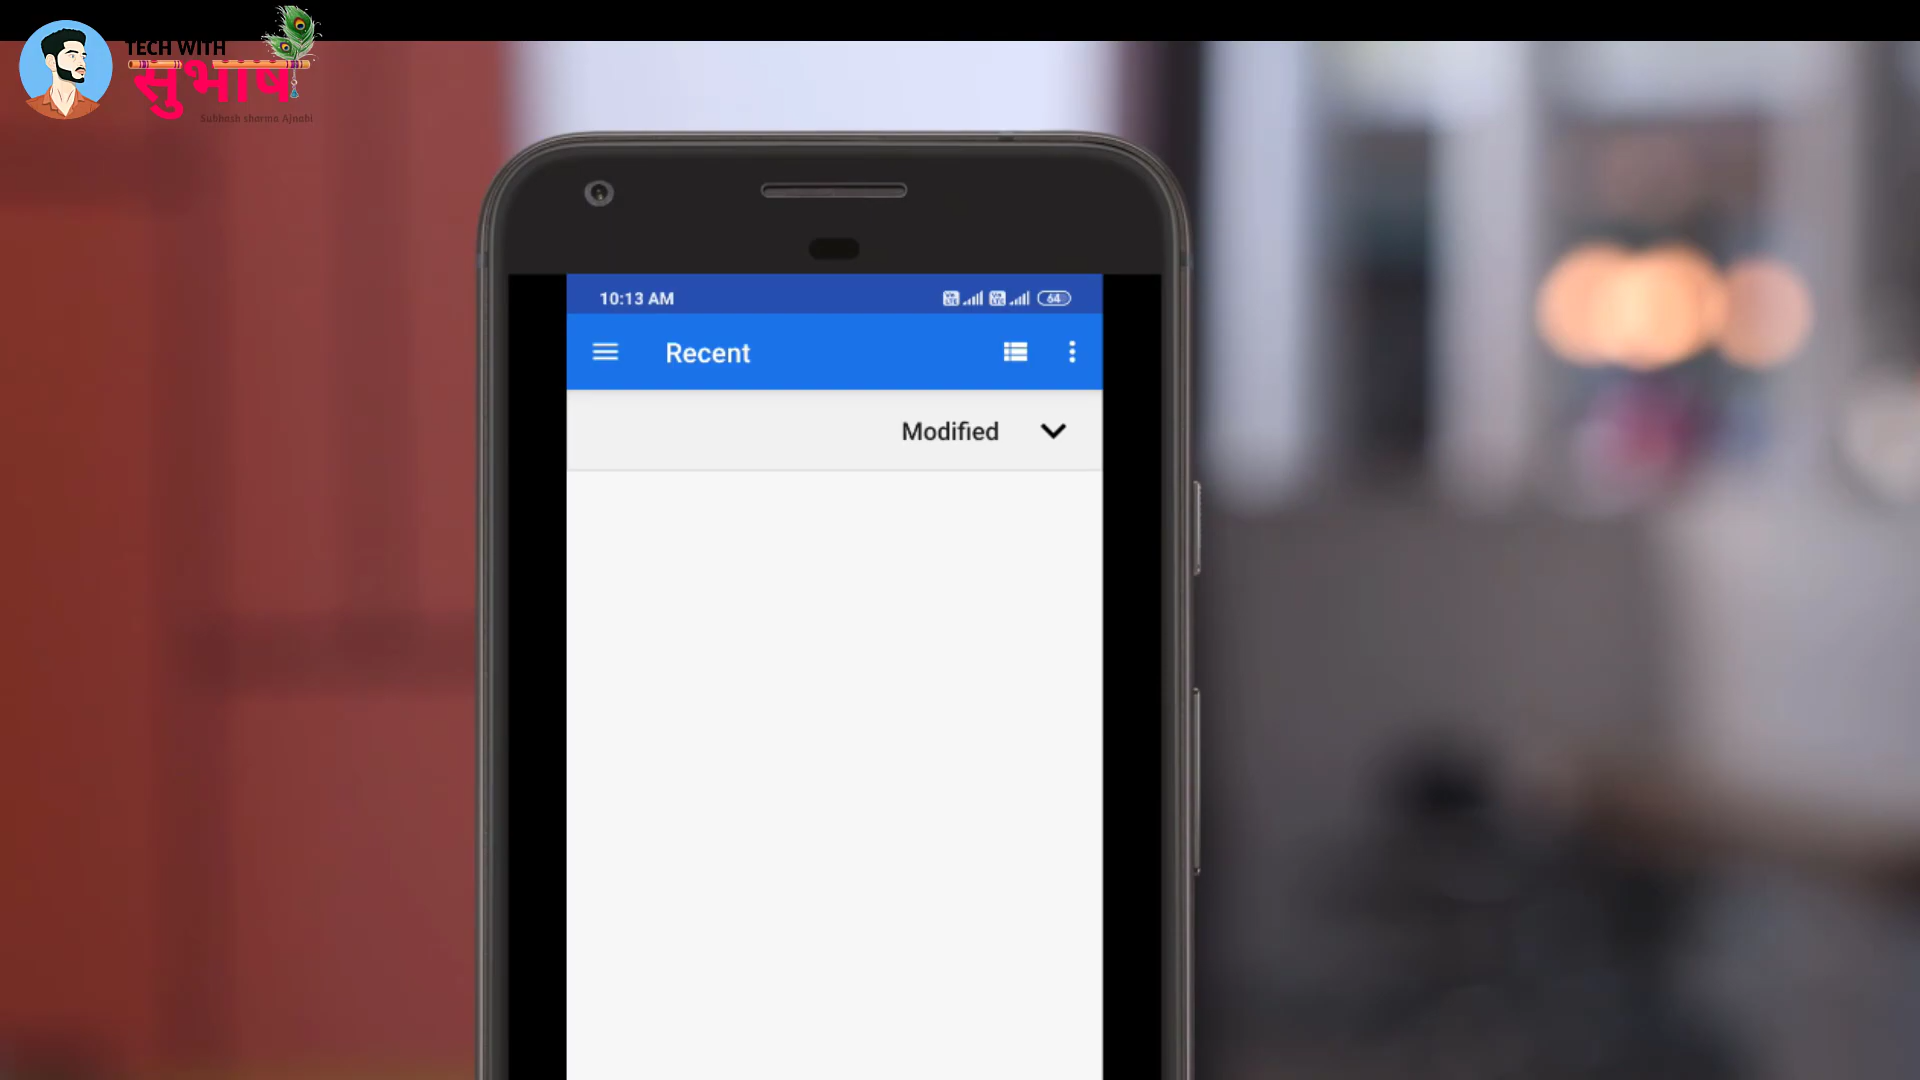 TECH WITH
सुभाष
Subhash sharma Ajnabi
10:13 AM
64
Recent
Modified